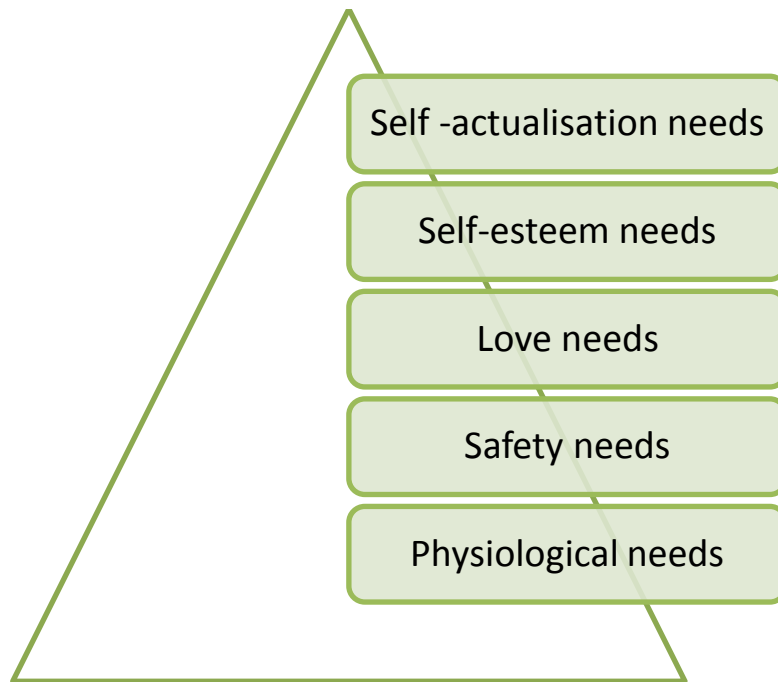 Self -actualisation needs
Self-esteem needs
Love needs
Safety needs
Physiological needs